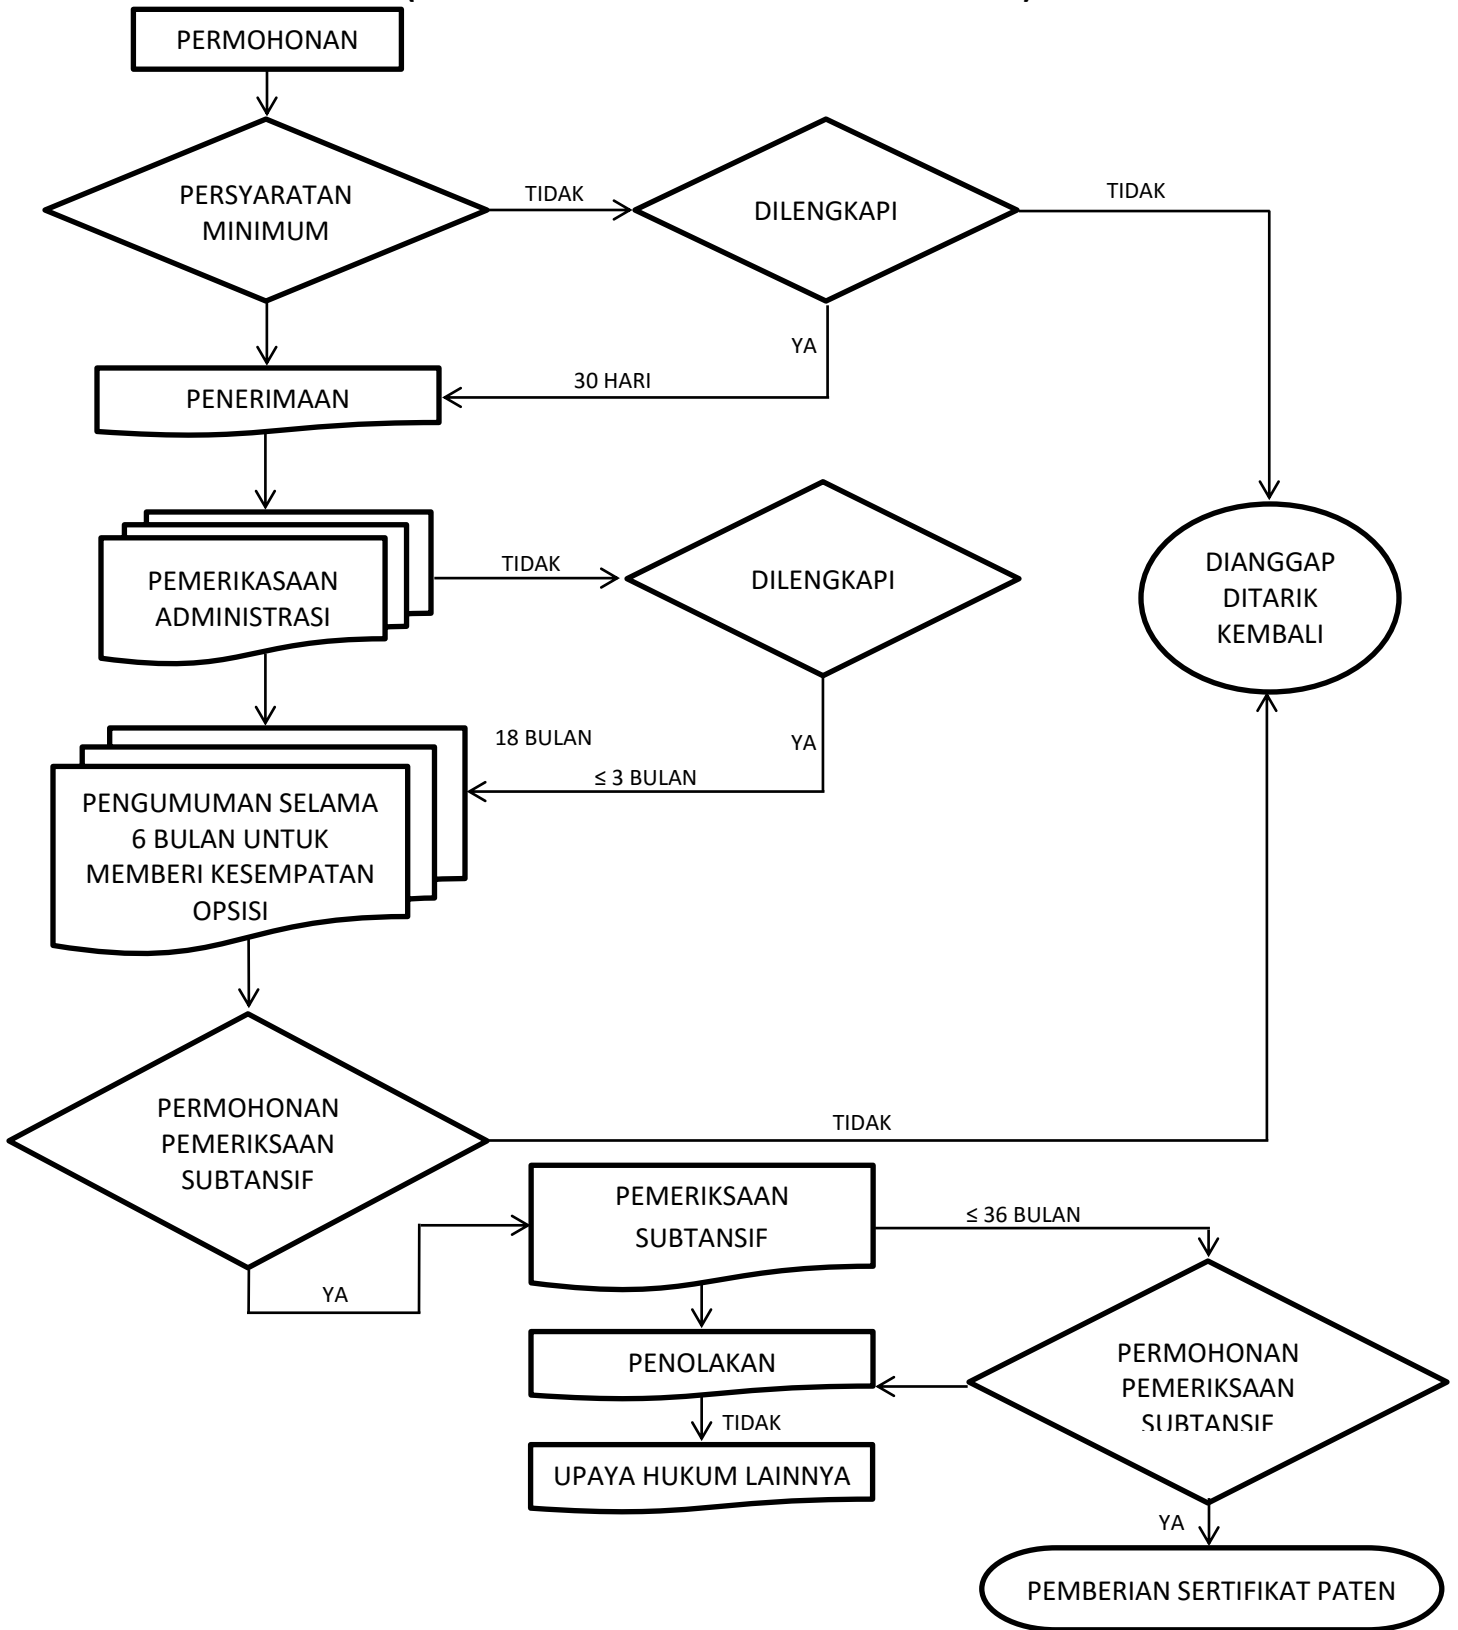 PERMOHONAN
PERSYARATAN
MINIMUM
TIDAK
DILENGKAPI
TIDAK
YA
30 HARI
PENERIMAAN
PEMERIKASAAN
ADMINISTRASI
TIDAK
DILENGKAPI
DIANGGAP
DITARIK
KEMBALI
18 BULAN
YA
≤ 3 BULAN
PENGUMUMAN SELAMA
6 BULAN UNTUK
MEMBERI KESEMPATAN
OPSISI
PERMOHONAN
PEMERIKSAAN
SUBTANSIF
TIDAK
YA
PEMERIKSAAN
SUBTANSIF
≤ 36 BULAN
PENOLAKAN
PERMOHONAN
PEMERIKSAAN
SUBTANSIF
TIDAK
UPAYA HUKUM LAINNYA
YA
PEMBERIAN SERTIFIKAT PATEN